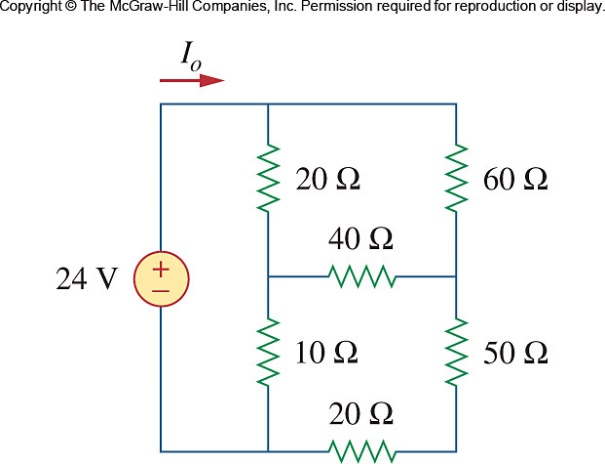 Copyright © The McGraw-Hill Companies, Inc. Permission required for reproduction or display.
Iₒ
20 Ω
60 Ω
40 Ω
24 V
+
−
10 Ω
50 Ω
20 Ω